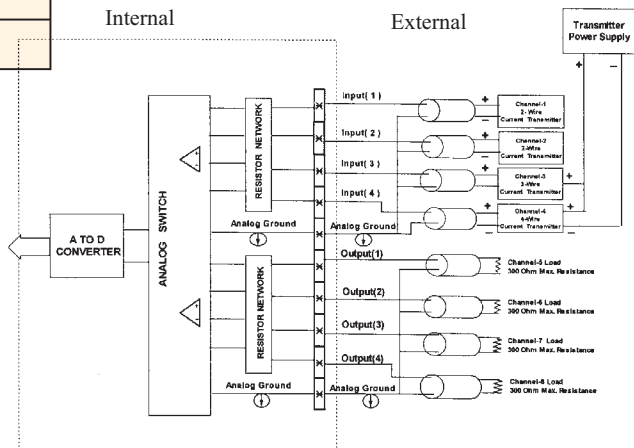 Internal
External
Transmitter
Power Supply
+ −
Input( 1 )
+
−
Channel-1
2- Wire
Current Transmitter
Input( 2 )
+
−
Channel-2
2-Wire
Current Transmitter
Input( 3 )
+
−
Channel-3
3-Wire
Current Transmitter
+
Input( 4 )
+
−
Channel-4
4-Wire
Current Transmitter
+
−
RESISTOR NETWORK
ANALOG SWITCH
A TO D
CONVERTER
Analog Ground
Analog Ground
Output(1)
Channel-5 Load
300 Ohm Max. Resistance
Output(2)
Channel-6 Load
300 Ohm Max. Resistance
Output(3)
Channel-7 Load
300 Ohm Max. Resistance
Output(4)
Channel-8 Load
300 Ohm Max. Resistance
RESISTOR NETWORK
Analog Ground
Analog Ground